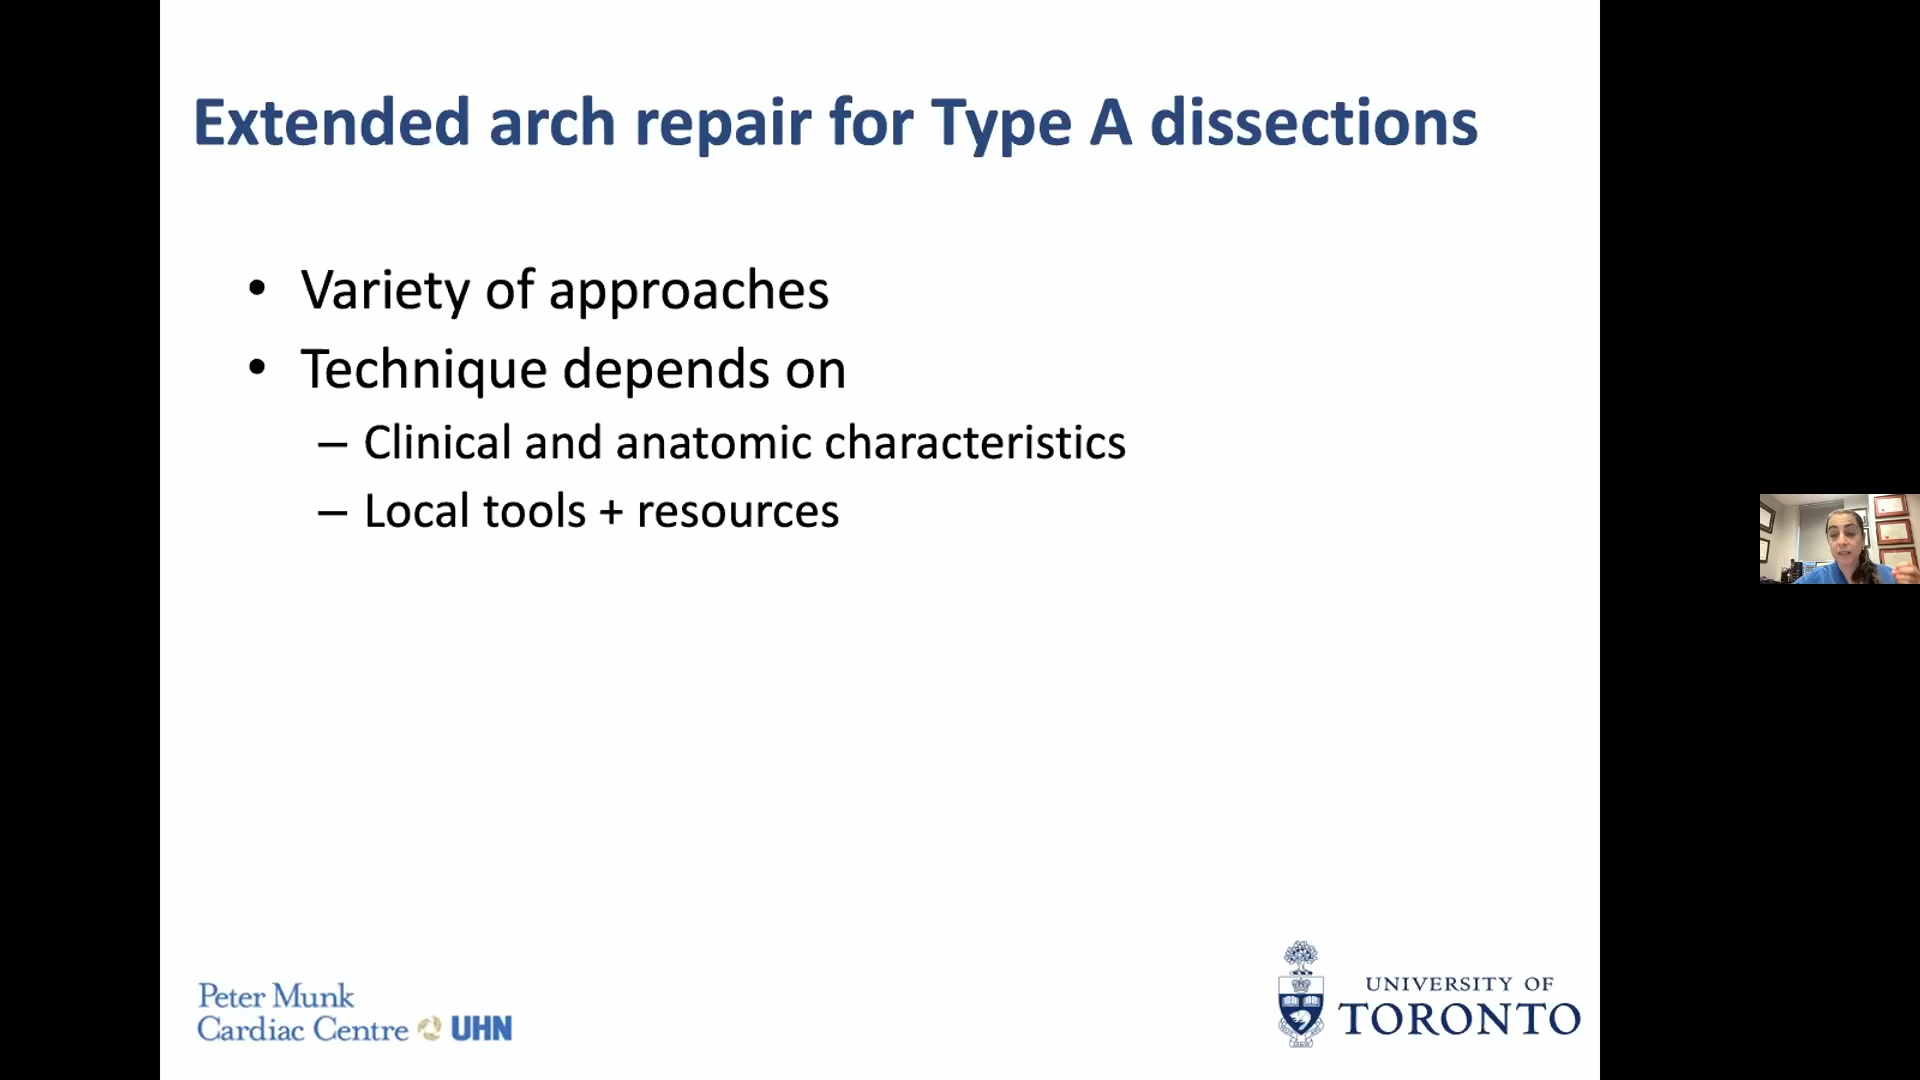 Extended arch repair for Type A dissections
• Variety of approaches
• Technique depends on
– Clinical and anatomic characteristics
– Local tools + resources
Peter Munk
Cardiac Centre UHN
UNIVERSITY OF
TORONTO